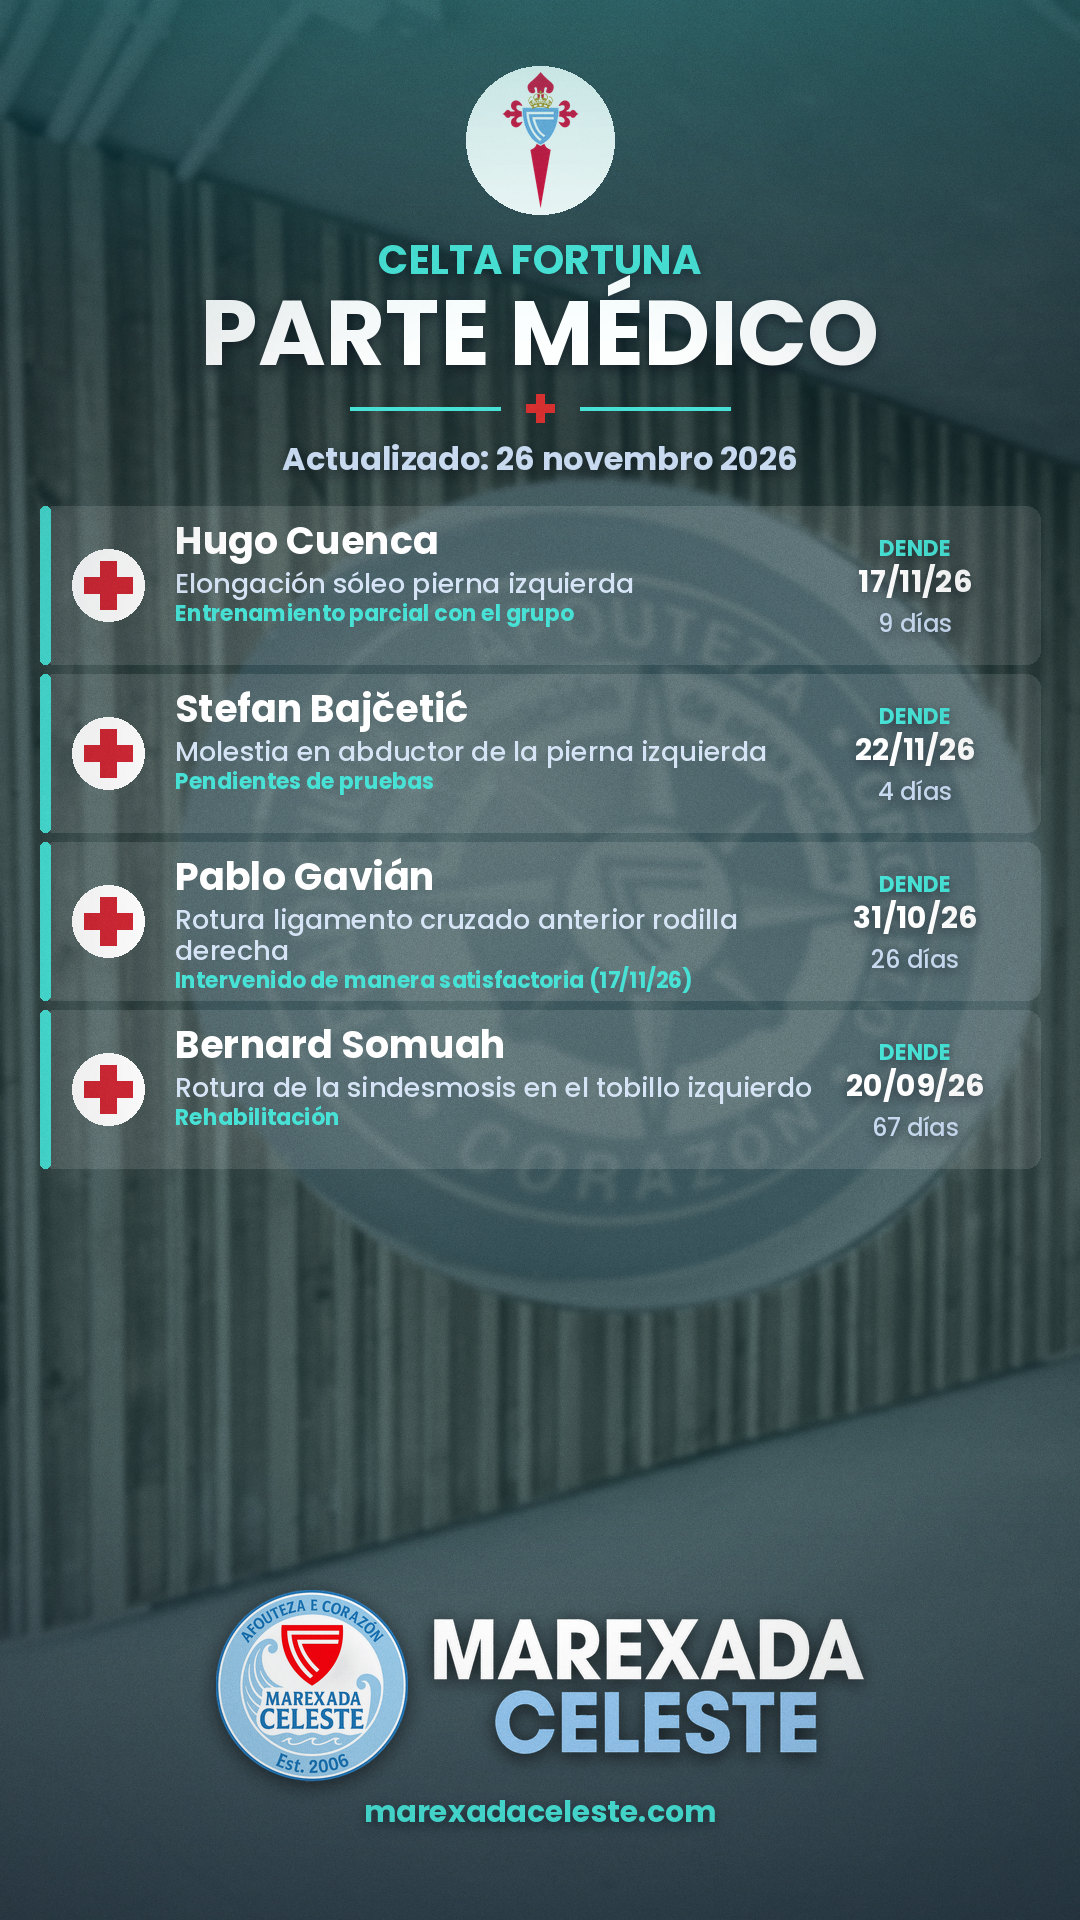 CELTA FORTUNA
PARTE MÉDICO
Actualizado: 26 novembro 2026
Hugo Cuenca
Elongación sóleo pierna izquierda
Entrenamiento parcial con el grupo
DENDE
17/11/26
9 días
Stefan Bajčetić
Molestia en abductor de la pierna izquierda
Pendientes de pruebas
DENDE
22/11/26
4 días
Pablo Gavián
Rotura ligamento cruzado anterior rodilla
derecha
Intervenido de manera satisfactoria (17/11/26)
DENDE
31/10/26
26 días
Bernard Somuah
Rotura de la sindesmosis en el tobillo izquierdo
Rehabilitación
DENDE
20/09/26
67 días
CORAZÓN
AFOUTEZA E CORAZÓN
MAREXADA
CELESTE
Est. 2006
MAREXADA
CELESTE
marexadaceleste.com